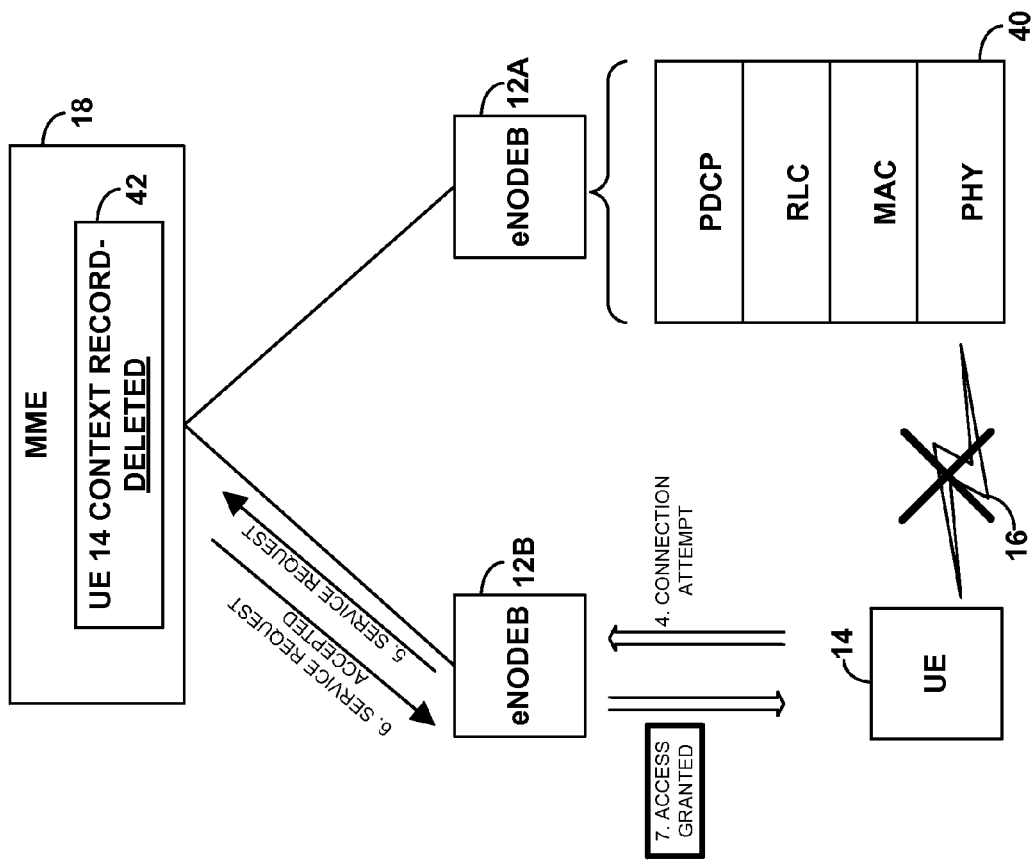 MME
18
UE 14 CONTEXT RECORD-
DELETED
42
6. SERVICE REQUEST
ACCEPTED
5. SERVICE REQUEST
eNODEB
12B
eNODEB
12A
7. ACCESS
GRANTED
4. CONNECTION
ATTEMPT
PDCP
RLC
MAC
PHY
40
UE
14
16